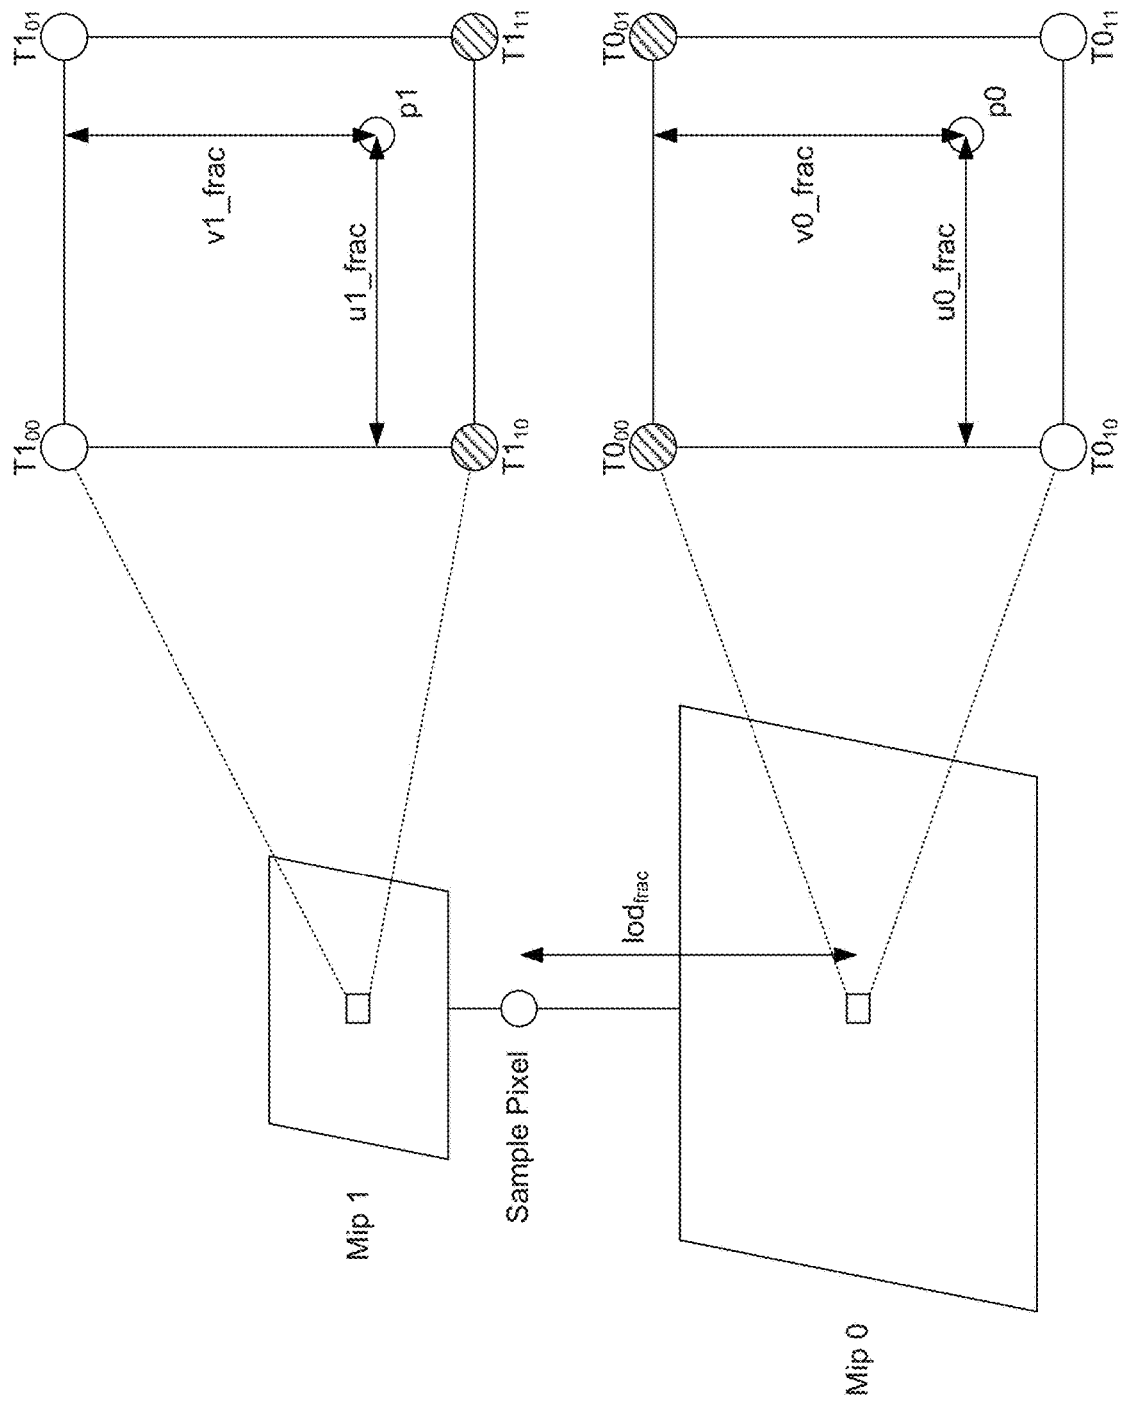 Mip 1
Sample Pixel
Mip 0
lodfrac
T100
T101
v1_frac
u1_frac
p1
T110
T111
T000
T001
v0_frac
u0_frac
p0
T010
T011